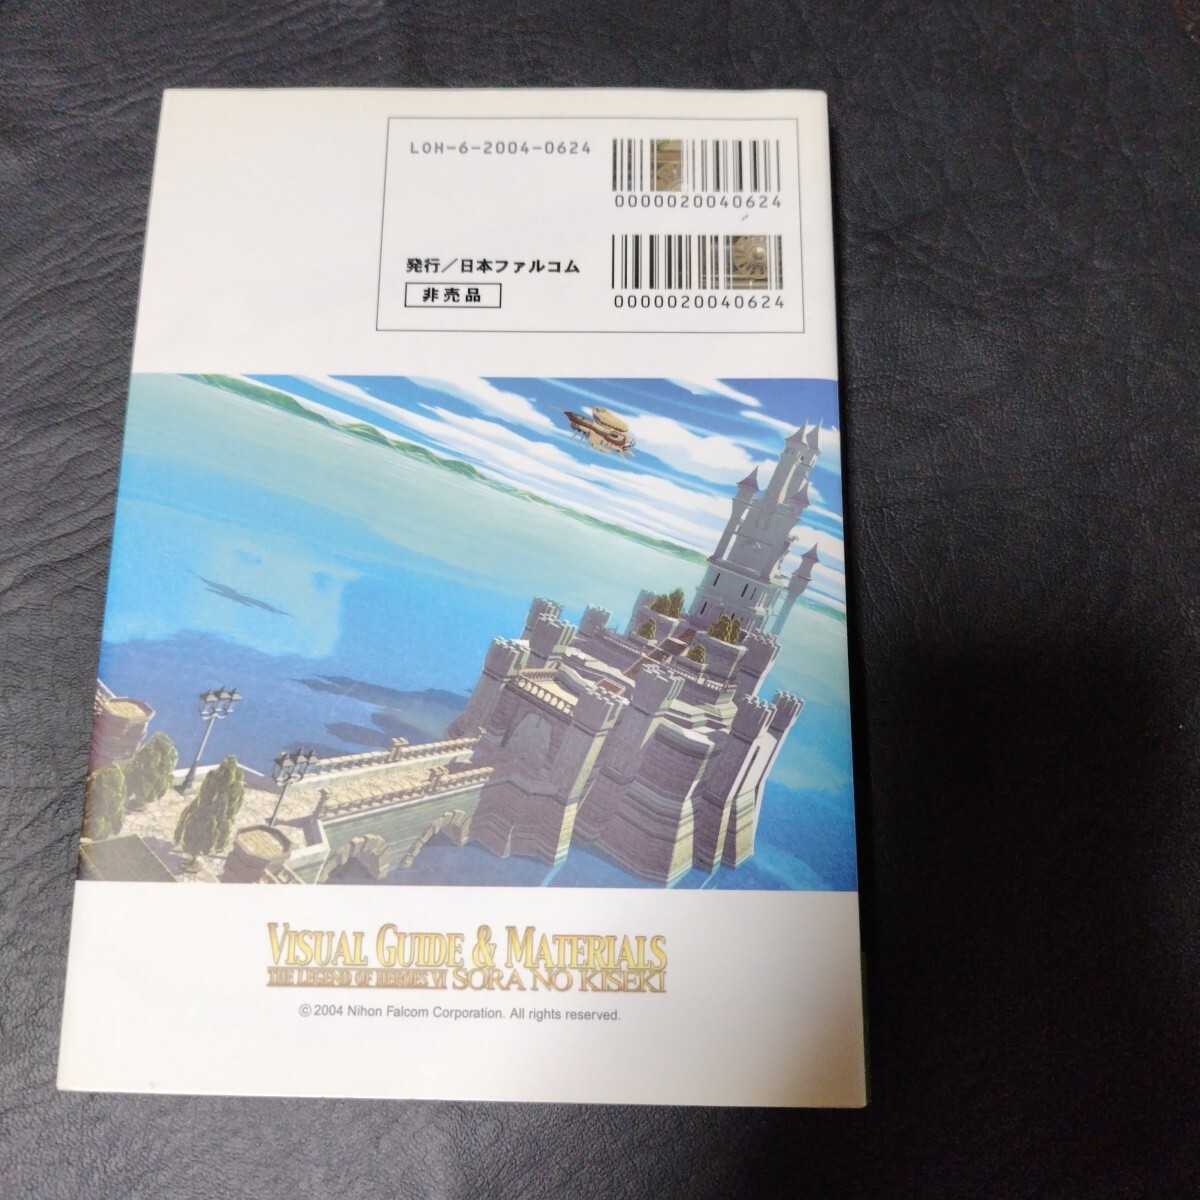 LOH-6-2004-0624
0000020040624
発行／日本ファルコム
非売品
0000020040624
VISUAL GUIDE & MATERIALS
THE LEGEND OF HEROES VI SORA NO KISEKI
©2004 Nihon Falcom Corporation. All rights reserved.